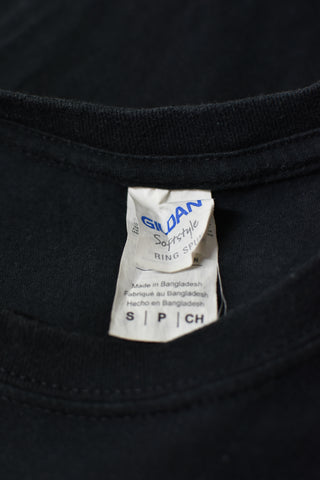 GILDAN
Softstyle
RING SPUN
Made in Bangladesh
Fabriqué au Bangladesh
Hecho en Bangladesh
S | P | CH